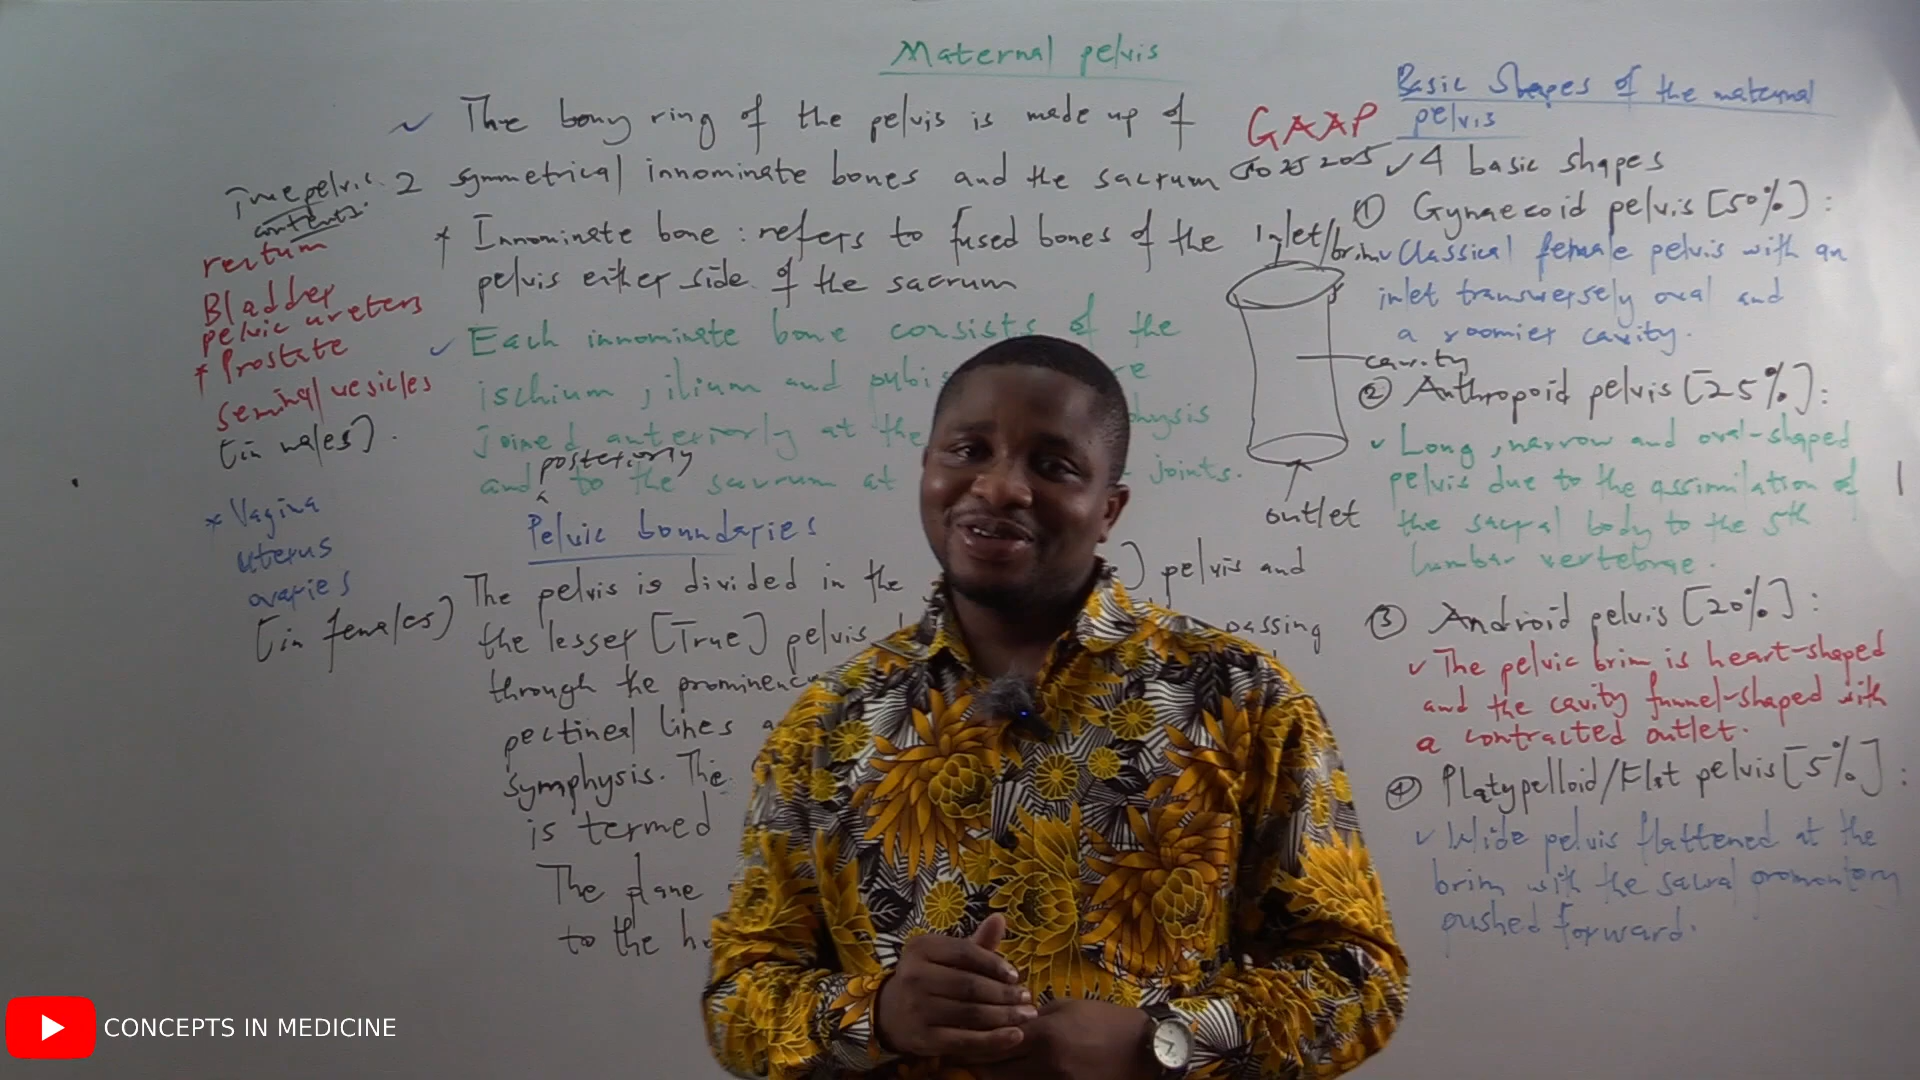 Maternal pelvis
The bony ring of the pelvis is made up of
2 symmetrical innominate bones and the sacrum
* Innominate bone: refers to fused bones of the
pelvis either side of the sacrum
Each innominate bone consists of the
ischium, ilium and pubis
joined anteriorly at the
posteriorly
and to the sacrum at joints.
Pelvic boundaries
The pelvis is divided in the pelvis and
the lesser [True] pelvis passing
through the prominenc
pectineal lines
symphysis. The
is termed
The plane
to the
True pelvis
contents.
rectum
Bladder
pelvic ureters
* Prostate
Seminal vesicles
[in males].
* Vagina
uterus
ovaries
[in females]
GAAP
50 25 20 5
Inlet/brim
cavity
outlet
Basic Shapes of the maternal
pelvis
4 basic shapes
① Gynaecoid pelvis [50%]:
Classical female pelvis with an
inlet transversely oval and
a roomier cavity.
② Anthropoid pelvis [25%]:
Long, narrow and oval-shaped
pelvis due to the assimilation of
the sacral body to the 5th
lumbar vertebrae.
③ Android pelvis [20%]:
The pelvic brim is heart-shaped
and the cavity funnel-shaped with
a contracted outlet.
④ Platypelloid/Flat pelvis [5%]:
Wide pelvis flattened at the
brim with the sacral promontory
pushed forward.
CONCEPTS IN MEDICINE